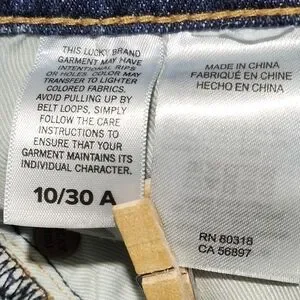 THIS LUCKY BRAND
GARMENT MAY HAVE
INTENTIONAL RIPS
OR HOLES. COLOR MAY
TRANSFER TO LIGHTER
COLORED FABRICS.
AVOID PULLING UP BY
BELT LOOPS, SIMPLY
FOLLOW THE CARE
INSTRUCTIONS TO
ENSURE THAT YOUR
GARMENT MAINTAINS ITS
INDIVIDUAL CHARACTER.
10/30 A
MADE IN CHINA
FABRIQUÉ EN CHINE
HECHO EN CHINA
RN 80318
CA 56897